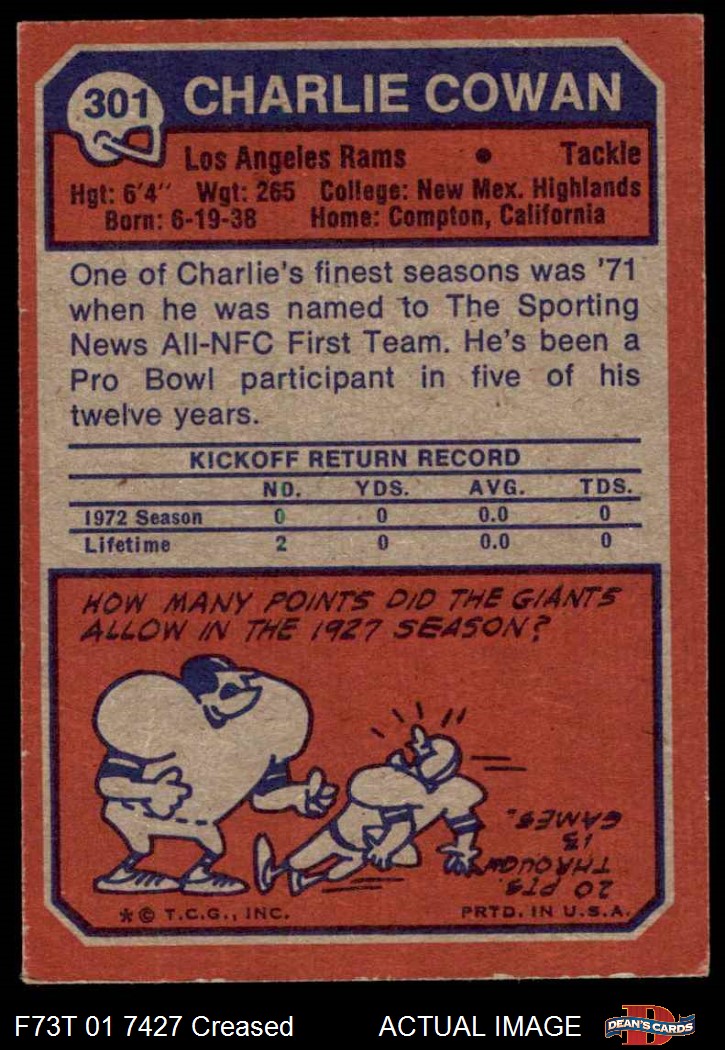 301 CHARLIE COWAN
Los Angeles Rams • Tackle
Hgt: 6'4" Wgt: 265 College: New Mex. Highlands
Born: 6-19-38 Home: Compton, California
One of Charlie's finest seasons was '71
when he was named to The Sporting
News All-NFC First Team. He's been a
Pro Bowl participant in five of his
twelve years.
KICKOFF RETURN RECORD
NO. YDS. AVG. TDS.
1972 Season 0 0 0.0 0
Lifetime 2 0 0.0 0
HOW MANY POINTS DID THE GIANTS
ALLOW IN THE 1927 SEASON?
20 PTS.
THROUGH
13
GAMES.
*© T.C.G., INC. PRTD. IN U.S.A.
F73T 01 7427 Creased ACTUAL IMAGE
D
DEAN'S CARDS